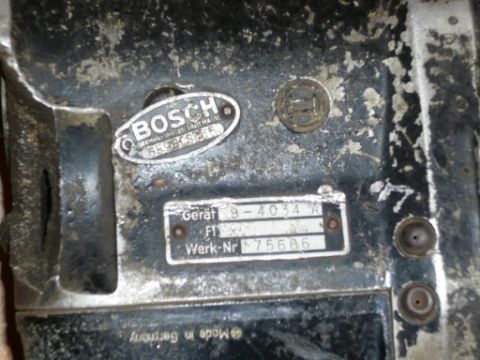 BOSCH
Gerät 9-4034 A
Fl
Werk-Nr 75686
Made in Germany